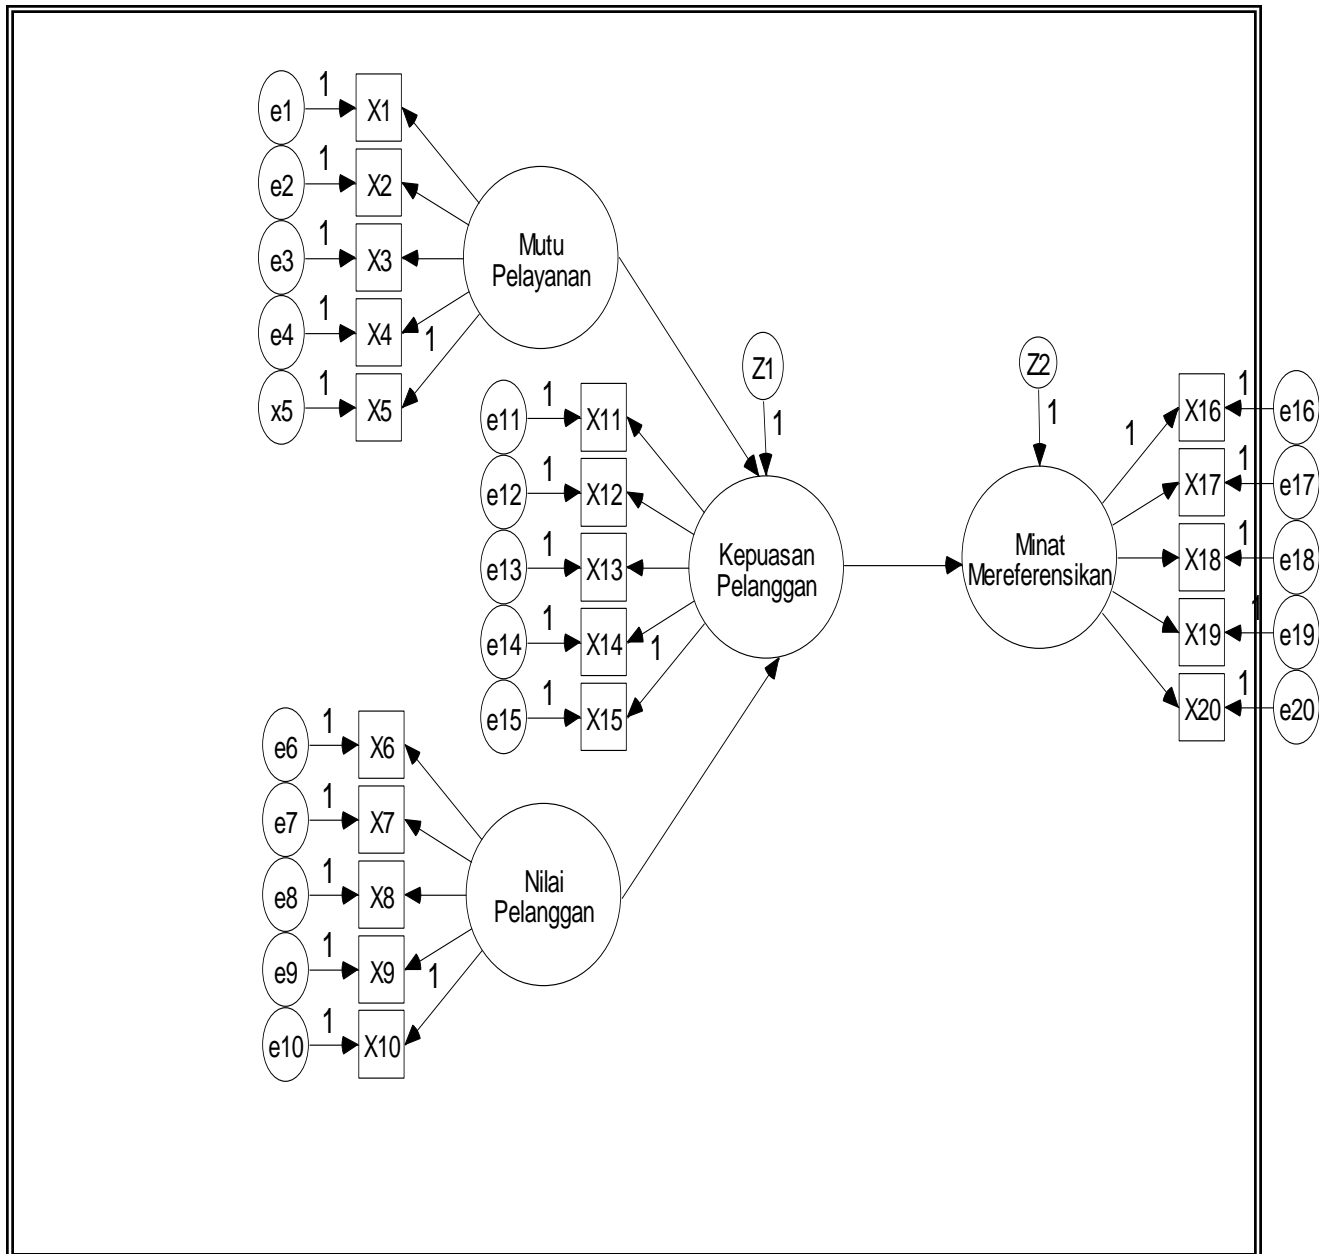 1
e1 X1
1
e2 X2
1
e3 X3
1
e4 X4
1
1
x5 X5
Mutu
Pelayanan
1
e11 X11
1
e12 X12
1
e13 X13
1
e14 X14
1
1
e15 X15
Z1
1
Kepuasan
Pelanggan
Z2
1
Minat
Mereferensikan
1
1
X16 e16
1
X17 e17
1
X18 e18
1
X19 e19
1
X20 e20
1
e6 X6
1
e7 X7
1
e8 X8
1
e9 X9
1
1
e10 X10
Nilai
Pelanggan